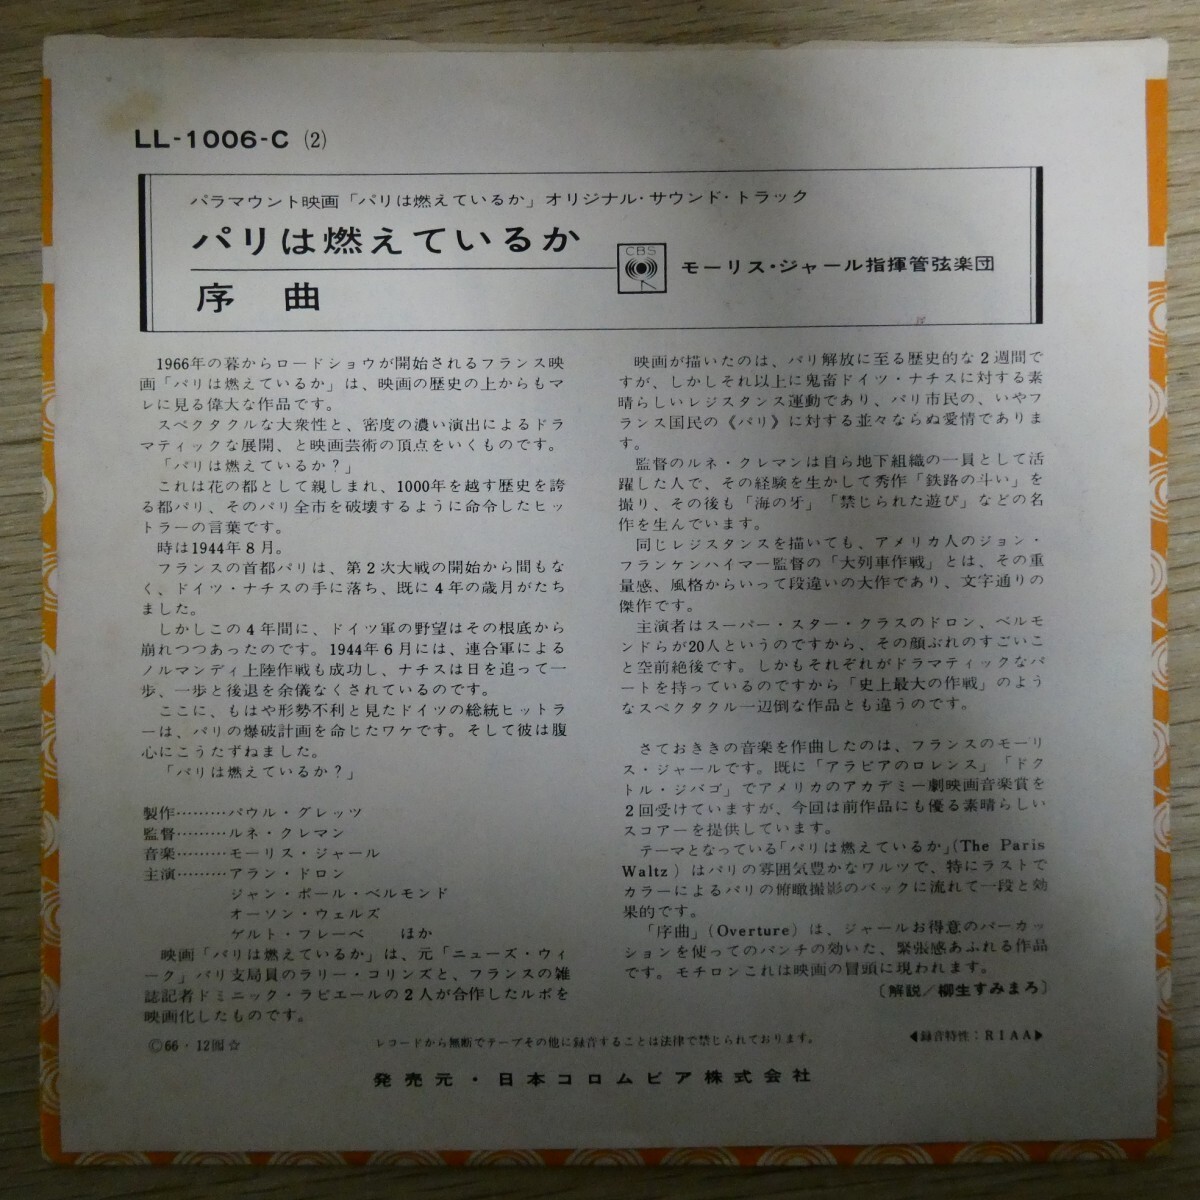 LL-1006-C (2)
パラマウント映画「パリは燃えているか」オリジナル・サウンド・トラック
パリは燃えているか
序 曲
CBS
モーリス・ジャール指揮管弦楽団
1966年の暮からロードショウが開始されるフランス映
画「パリは燃えているか」は、映画の歴史の上からもマ
レに見る偉大な作品です。
スペクタクルな大衆性と、密度の濃い演出によるドラ
マティックな展開、と映画芸術の頂点をいくものです。
「パリは燃えているか？」
これは花の都として親しまれ、1000年を越す歴史を誇
る都パリ、そのパリ全市を破壊するように命令したヒッ
トラーの言葉です。
時は1944年8月。
フランスの首都パリは、第2次大戦の開始から間もな
く、ドイツ・ナチスの手に落ち、既に4年の歳月がたち
ました。
しかしこの4年間に、ドイツ軍の野望はその根底から
崩れつつあったのです。1944年6月には、連合軍による
ノルマンディ上陸作戦も成功し、ナチスは日を追って一
歩、一歩と後退を余儀なくされているのです。
ここに、もはや形勢不利と見たドイツの総統ヒットラ
ーは、パリの爆破計画を命じたワケです。そして彼は腹
心にこうたずねました。
「パリは燃えているか？」
製作………パウル・グレッツ
監督………ルネ・クレマン
音楽………モーリス・ジャール
主演………アラン・ドロン
ジャン・ポール・ベルモンド
オーソン・ウェルズ
ゲルト・フレーベ ほか
映画「パリは燃えているか」は、元「ニューズ・ウィ
ーク」パリ支局員のラリー・コリンズと、フランスの雑
誌記者ドミニック・ラピエールの2人が合作したルポを
映画化したものです。
映画が描いたのは、パリ解放に至る歴史的な2週間で
すが、しかしそれ以上に鬼畜ドイツ・ナチスに対する素
晴らしいレジスタンス運動であり、パリ市民の、いやフ
ランス国民の《パリ》に対する並々ならぬ愛情でありま
す。
監督のルネ・クレマンは自ら地下組織の一員として活
躍した人で、その経験を生かして秀作「鉄路の斗い」を
撮り、その後も「海の牙」「禁じられた遊び」などの名
作を生んでいます。
同じレジスタンスを描いても、アメリカ人のジョン・
フランケンハイマー監督の「大列車作戦」とは、その重
量感、風格からいって段違いの大作であり、文字通りの
傑作です。
主演者はスーパー・スター・クラスのドロン、ベルモ
ンドらが20人というのですから、その顔ぶれのすごいこ
と空前絶後です。しかもそれぞれがドラマティックなパ
ートを持っているのですから「史上最大の作戦」のよう
なスペクタクル一辺倒な作品とも違うのです。
さておききの音楽を作曲したのは、フランスのモーリ
ス・ジャールです。既に「アラビアのロレンス」「ドク
トル・ジバゴ」でアメリカのアカデミー劇映画音楽賞を
2回受けていますが、今回は前作品にも優る素晴らしい
スコアーを提供しています。
テーマとなっている「パリは燃えているか」(The Paris
Waltz)はパリの雰囲気豊かなワルツで、特にラストで
カラーによるパリの俯瞰撮影のバックに流れて一段と効
果的です。
「序曲」(Overture)は、ジャールお得意のパーカッ
ションを使ってのパンチの効いた、緊張感あふれる作品
です。モチロンこれは映画の冒頭に現われます。
〔解説／柳生すみまろ〕
Ⓒ66・12㊞☆
レコードから無断でテープその他に録音することは法律で禁じられております。
◀録音特性：RIAA▶
発売元・日本コロムビア株式会社